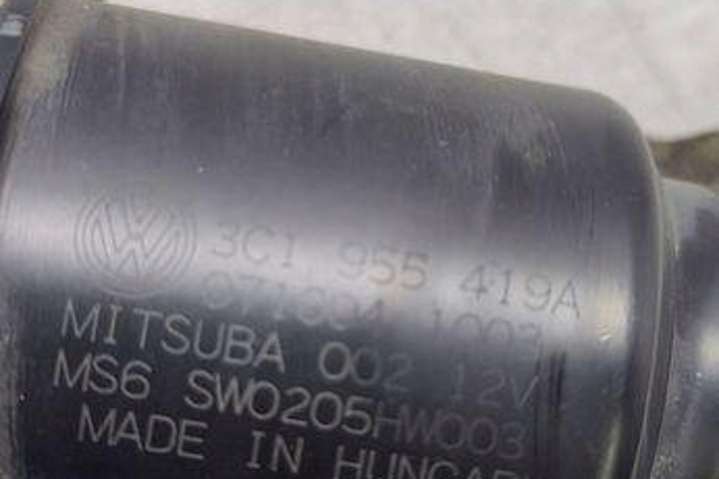 3C1 955 419A
MITSUBA 002 12V
MS6 SW0205HW003
MADE IN